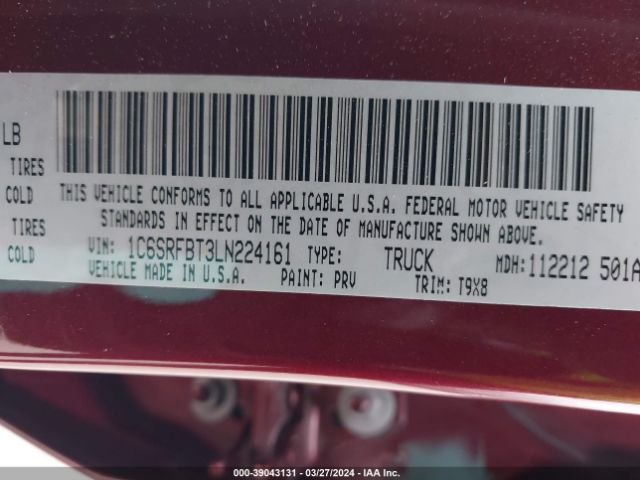 LB
TIRES
COLD
TIRES
COLD
THIS VEHICLE CONFORMS TO ALL APPLICABLE U.S.A. FEDERAL MOTOR VEHICLE SAFETY
STANDARDS IN EFFECT ON THE DATE OF MANUFACTURE SHOWN ABOVE.
VIN: 1C6SRFBT3LN224161 TYPE: TRUCK MDH:112212 501A
VEHICLE MADE IN U.S.A. PAINT: PRV TRIM: T9X8
000-39043131 — 03/27/2024 — IAA Inc.